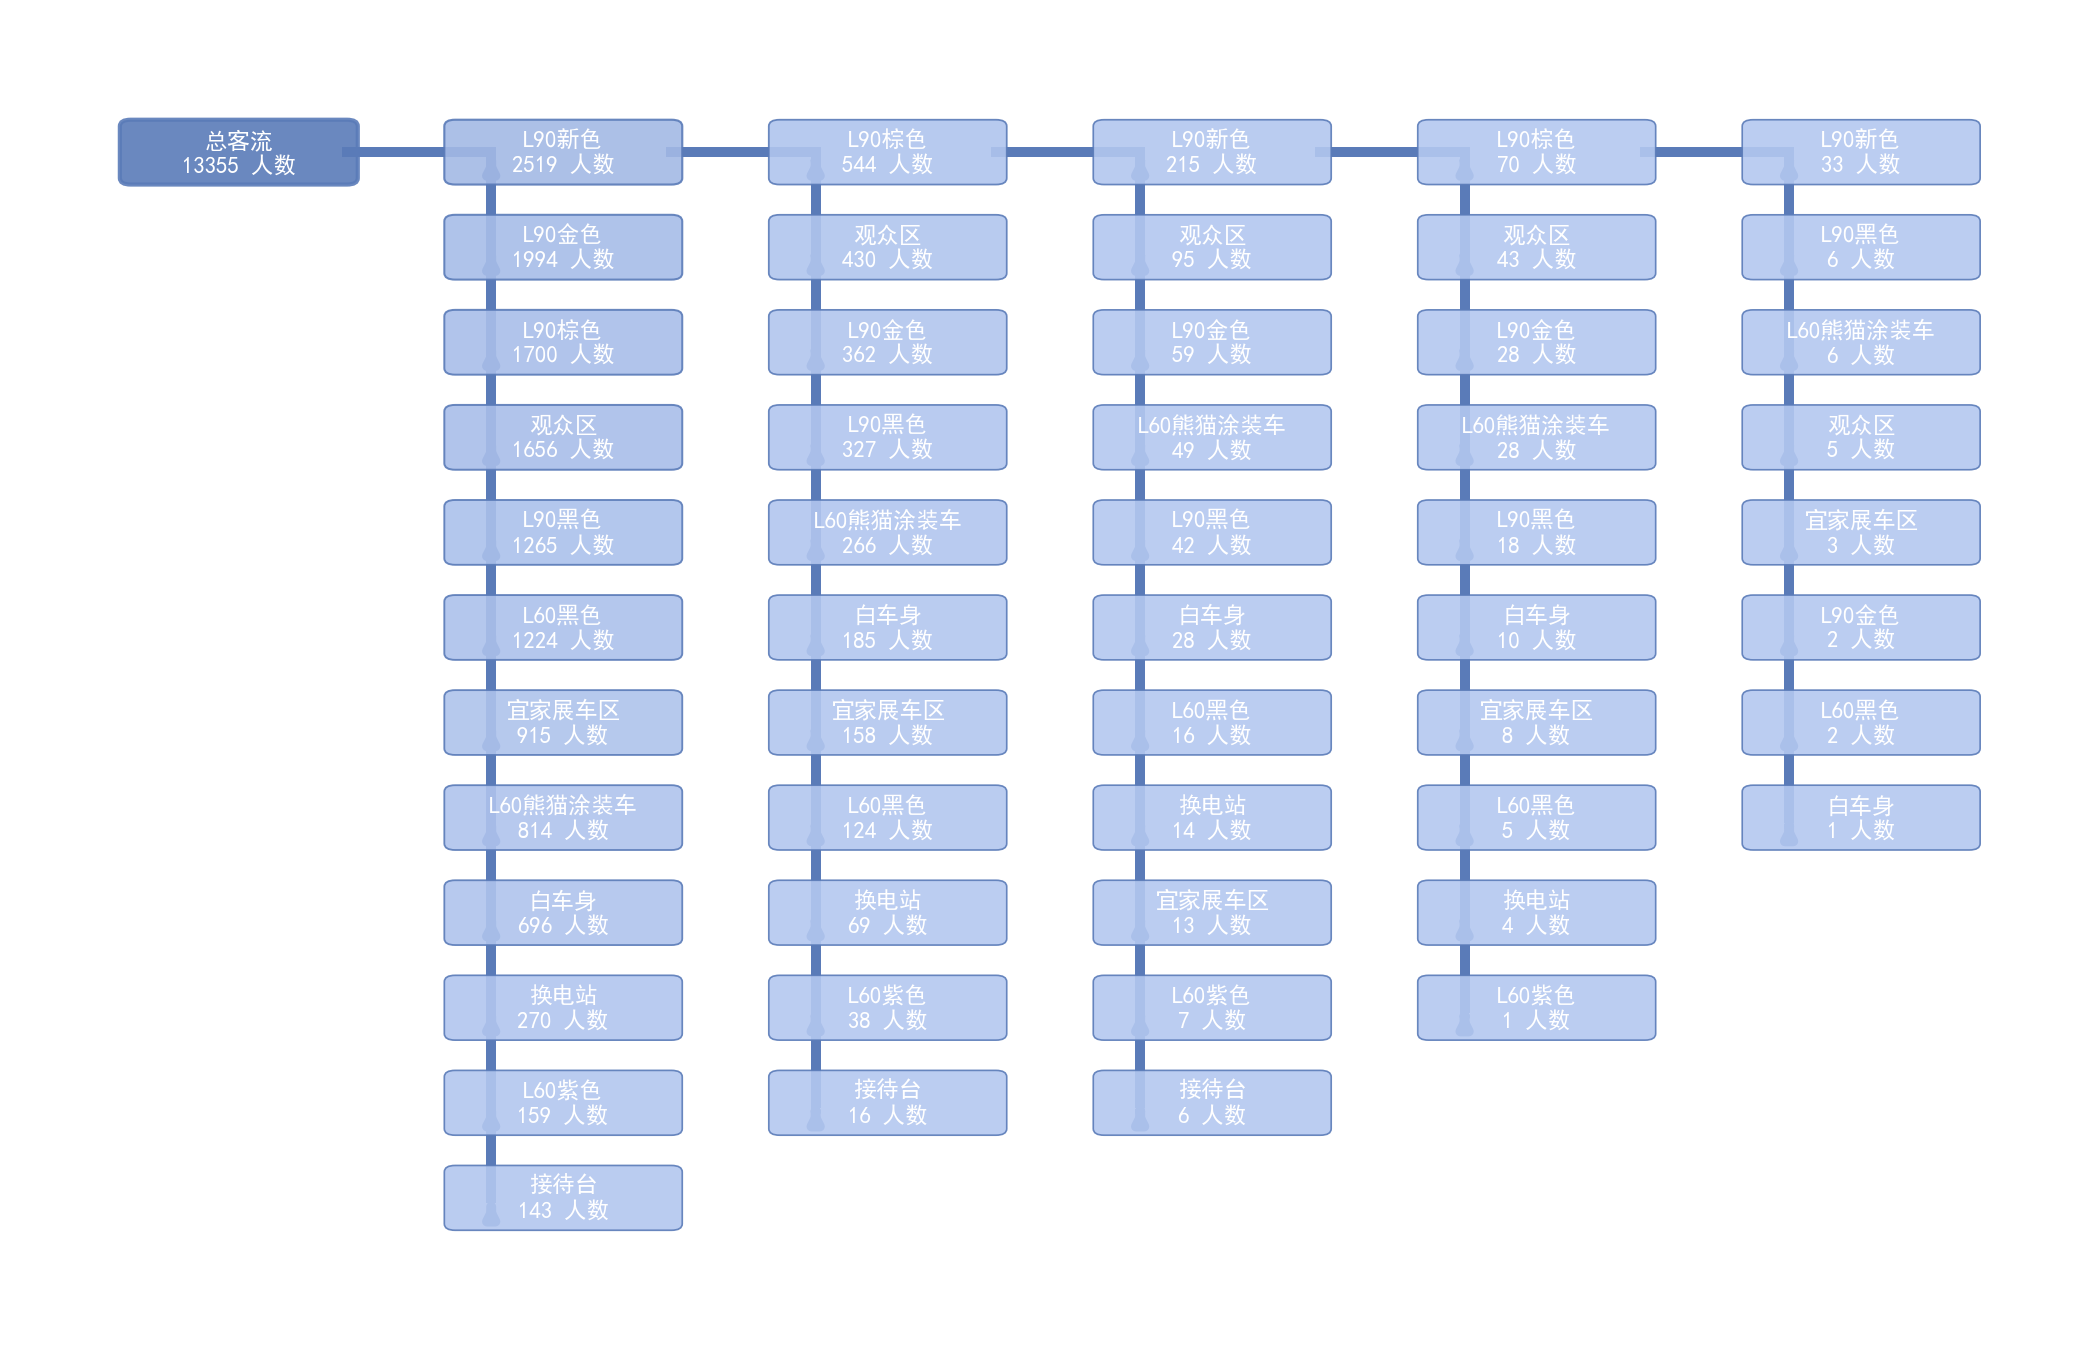 总客流
13355 人数
L90新色
2519 人数
L90金色
1994 人数
L90棕色
1700 人数
观众区
1656 人数
L90黑色
1265 人数
L60黑色
1224 人数
宜家展车区
915 人数
L60熊猫涂装车
814 人数
白车身
696 人数
换电站
270 人数
L60紫色
159 人数
接待台
143 人数
L90棕色
544 人数
观众区
430 人数
L90金色
362 人数
L90黑色
327 人数
L60熊猫涂装车
266 人数
白车身
185 人数
宜家展车区
158 人数
L60黑色
124 人数
换电站
69 人数
L60紫色
38 人数
接待台
16 人数
L90新色
215 人数
观众区
95 人数
L90金色
59 人数
L60熊猫涂装车
49 人数
L90黑色
42 人数
白车身
28 人数
L60黑色
16 人数
换电站
14 人数
宜家展车区
13 人数
L60紫色
7 人数
接待台
6 人数
L90棕色
70 人数
观众区
43 人数
L90金色
28 人数
L60熊猫涂装车
28 人数
L90黑色
18 人数
白车身
10 人数
宜家展车区
8 人数
L60黑色
5 人数
换电站
4 人数
L60紫色
1 人数
L90新色
33 人数
L90黑色
6 人数
L60熊猫涂装车
6 人数
观众区
5 人数
宜家展车区
3 人数
L90金色
2 人数
L60黑色
2 人数
白车身
1 人数